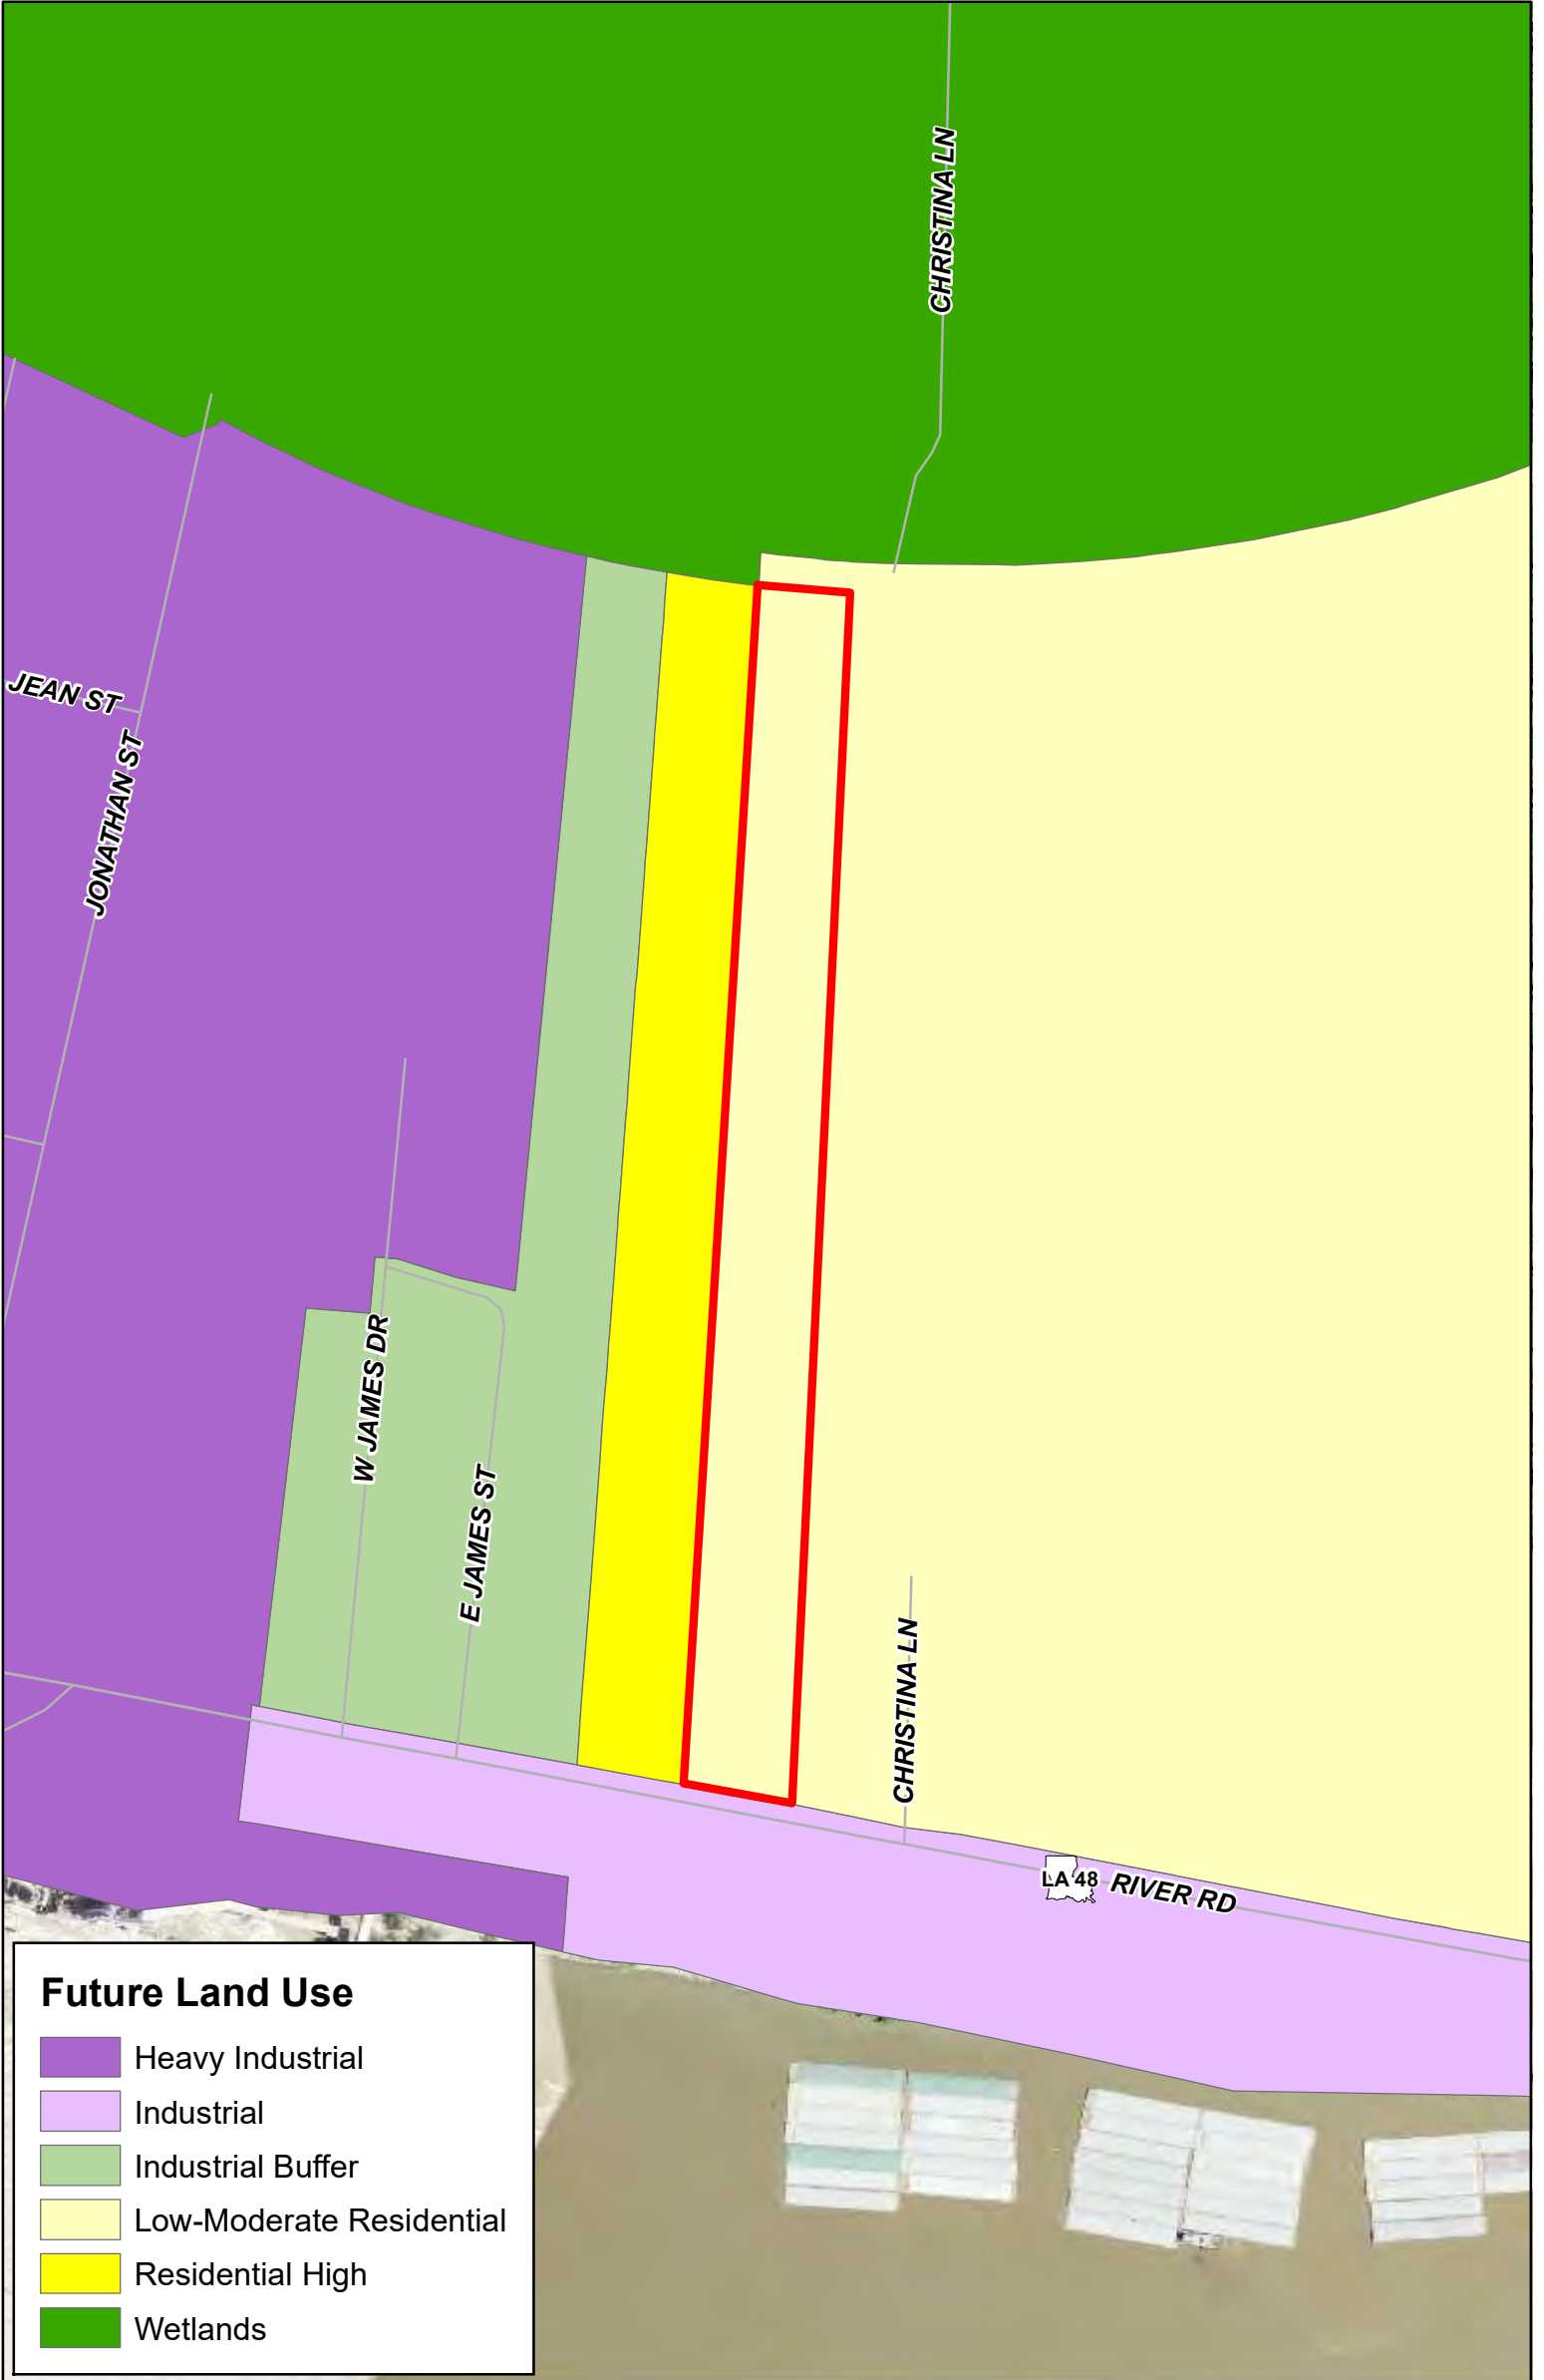 CHRISTINA LN
JEAN ST
JONATHAN ST
W JAMES DR
E JAMES ST
CHRISTINA LN
LA 48
RIVER RD
Future Land Use
Heavy Industrial
Industrial
Industrial Buffer
Low-Moderate Residential
Residential High
Wetlands